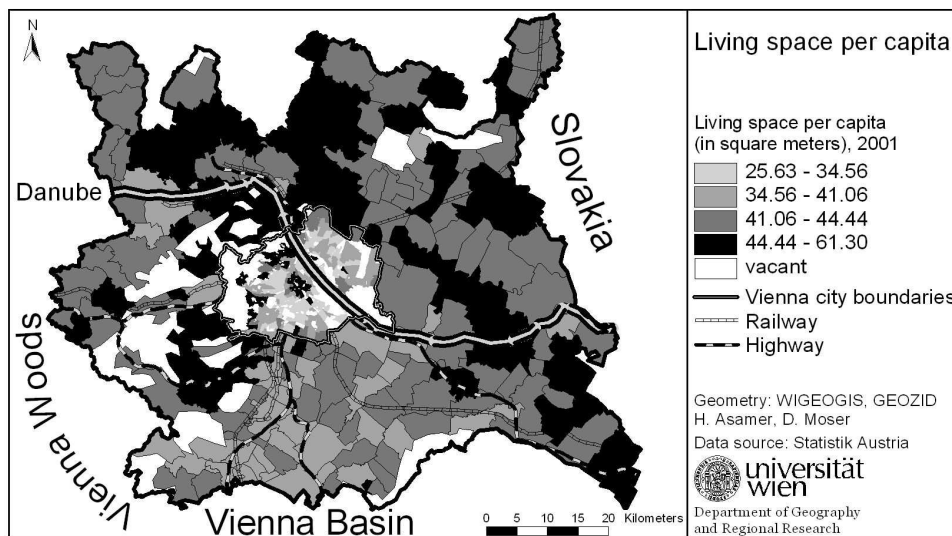 N
Danube
Slovakia
Vienna Woods
Vienna Basin
0 5 10 15 20 Kilometers
Living space per capita
Living space per capita
(in square meters), 2001
25.63 - 34.56
34.56 - 41.06
41.06 - 44.44
44.44 - 61.30
vacant
Vienna city boundaries
Railway
Highway
Geometry: WIGEOGIS, GEOZID
H. Asamer, D. Moser
Data source: Statistik Austria
universität
wien
Department of Geography
and Regional Research